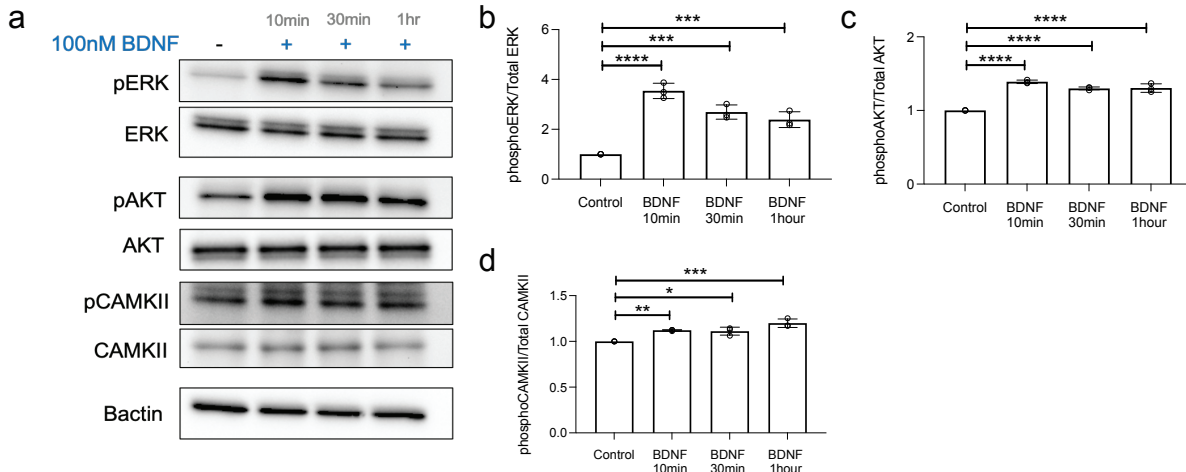 a
10min 30min 1hr
100nM BDNF - + + +
pERK
ERK
pAKT
AKT
pCAMKII
CAMKII
Bactin
b
phosphoERK/Total ERK
6
4
2
0
***
***
****
Control
BDNF 10min
BDNF 30min
BDNF 1hour
c
phosphoAKT/Total AKT
2
1
0
****
****
****
Control
BDNF 10min
BDNF 30min
BDNF 1hour
d
phosphoCAMKII/Total CAMKII
1.5
1.0
0.5
0.0
***
*
**
Control
BDNF 10min
BDNF 30min
BDNF 1hour